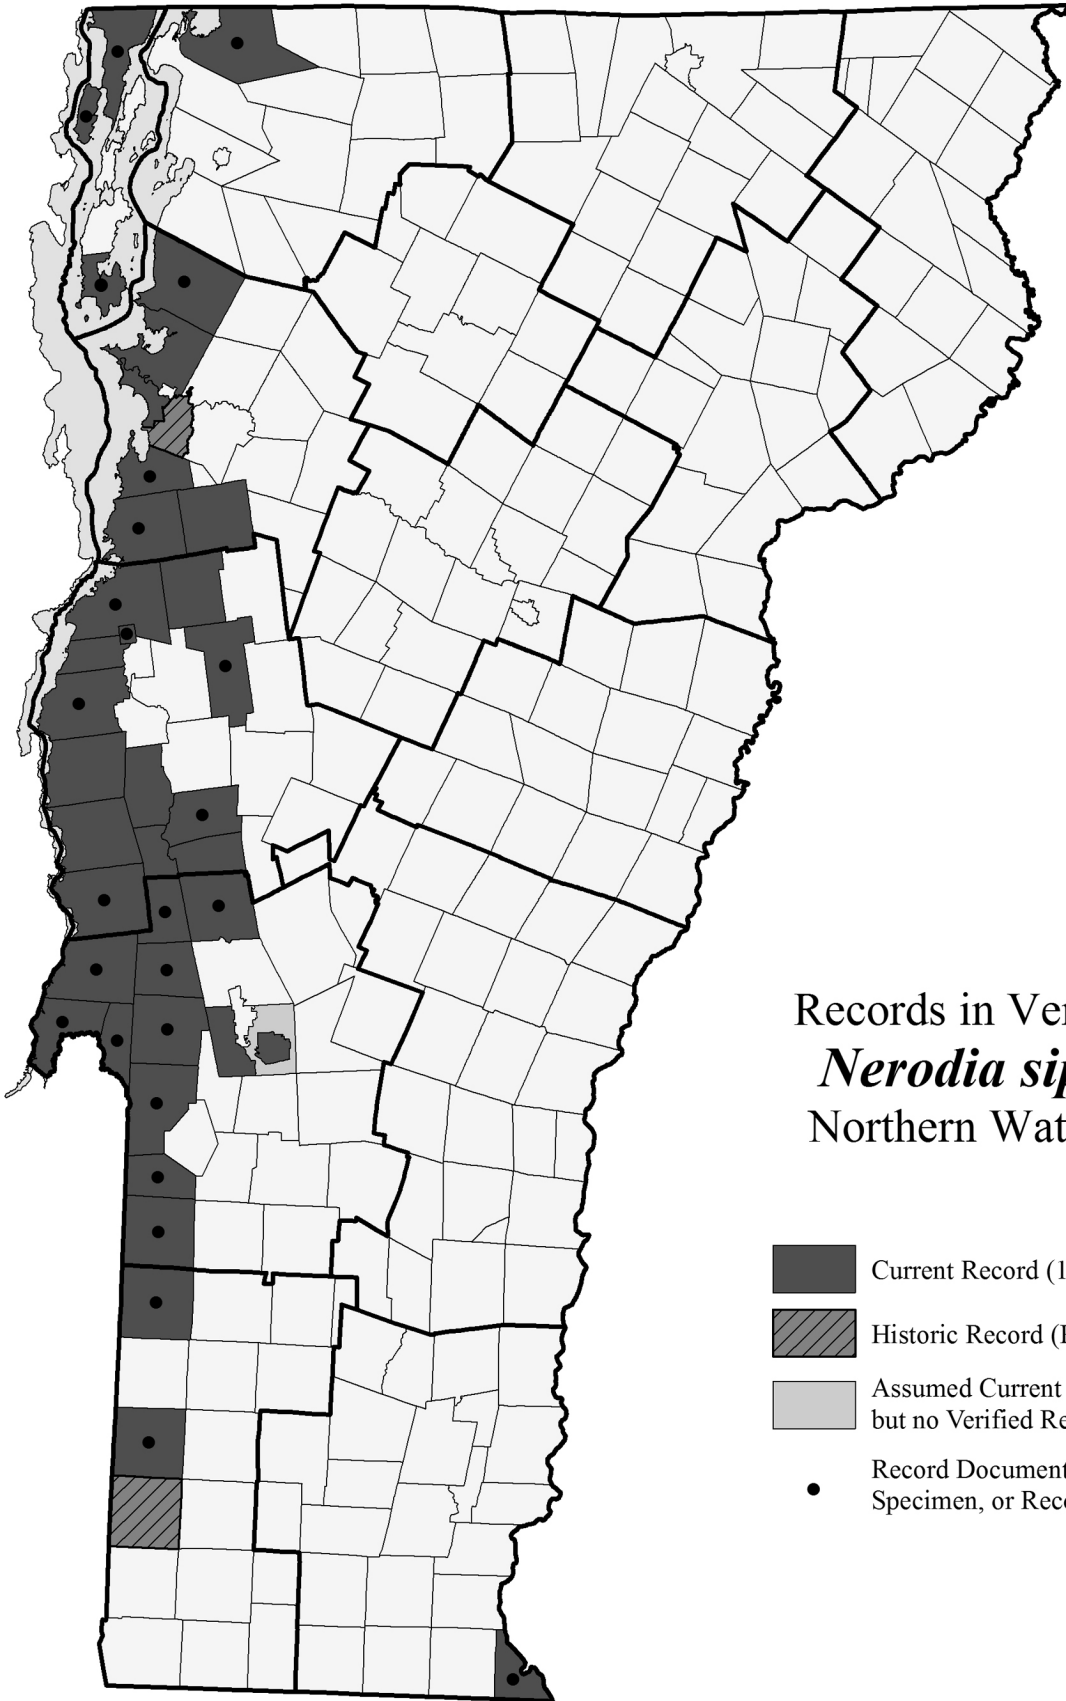 Records in Ver
Nerodia sip
Northern Wat
Current Record (1
Historic Record (
Assumed Current
but no Verified Re
Record Document
Specimen, or Reco